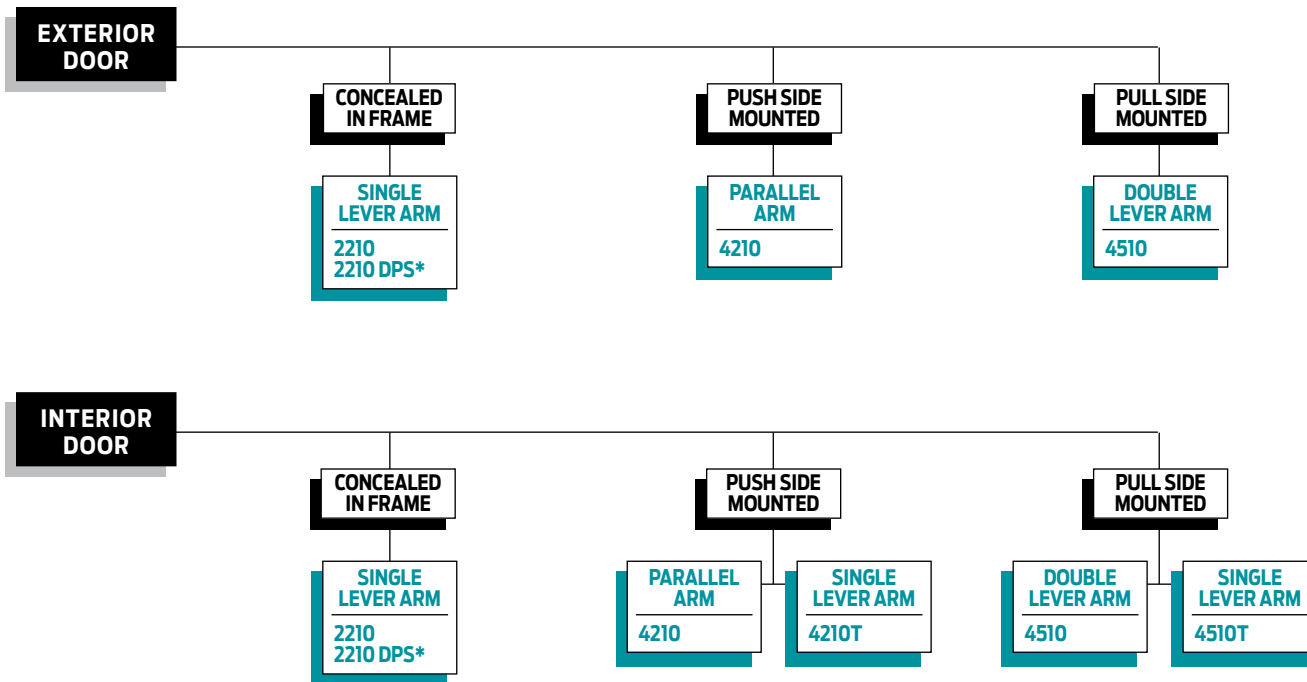 EXTERIOR
DOOR
CONCEALED
IN FRAME
SINGLE
LEVER ARM
2210
2210 DPS*
PUSH SIDE
MOUNTED
PARALLEL
ARM
4210
PULL SIDE
MOUNTED
DOUBLE
LEVER ARM
4510
INTERIOR
DOOR
CONCEALED
IN FRAME
SINGLE
LEVER ARM
2210
2210 DPS*
PUSH SIDE
MOUNTED
PARALLEL
ARM
4210
SINGLE
LEVER ARM
4210T
PULL SIDE
MOUNTED
DOUBLE
LEVER ARM
4510
SINGLE
LEVER ARM
4510T